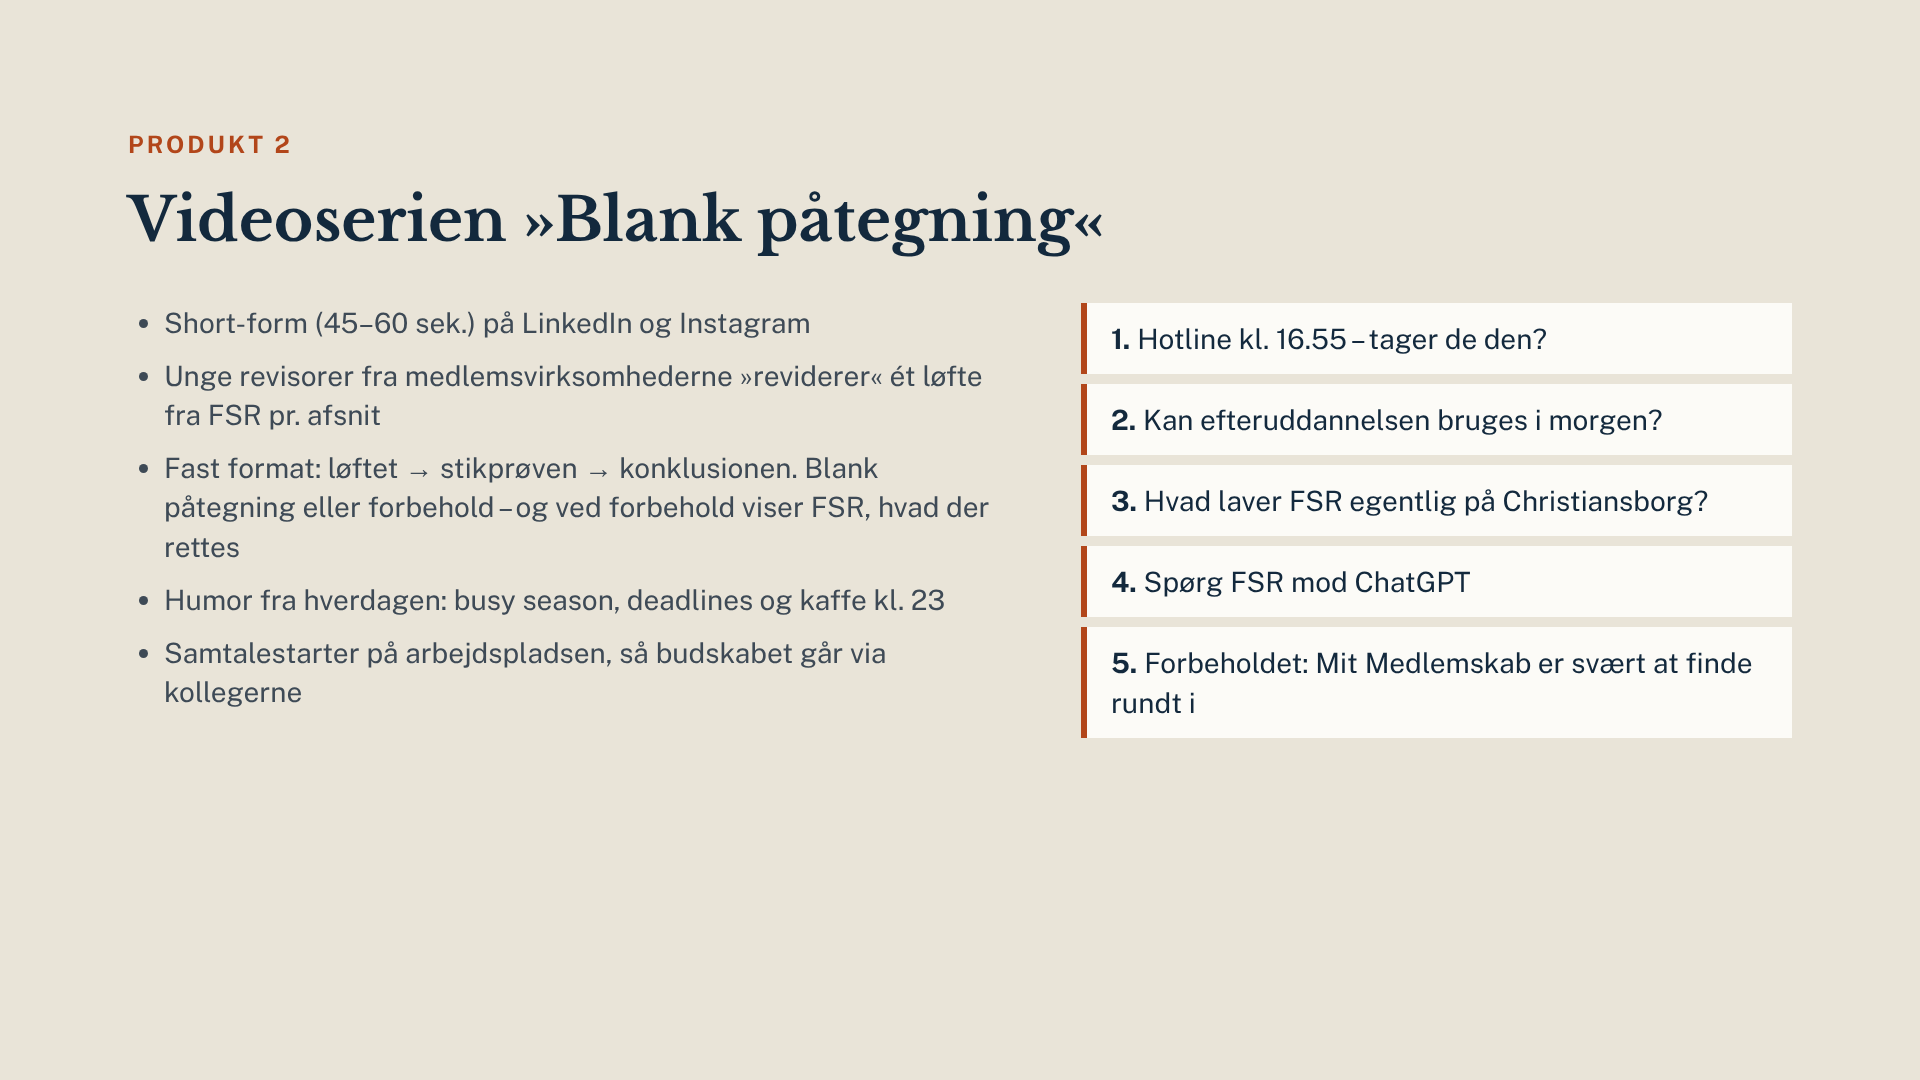 PRODUKT 2
Videoserien »Blank påtegning«
• Short-form (45–60 sek.) på LinkedIn og Instagram
• Unge revisorer fra medlemsvirksomhederne »reviderer« ét løfte
fra FSR pr. afsnit
• Fast format: løftet → stikprøven → konklusionen. Blank
påtegning eller forbehold – og ved forbehold viser FSR, hvad der
rettes
• Humor fra hverdagen: busy season, deadlines og kaffe kl. 23
• Samtalestarter på arbejdspladsen, så budskabet går via
kollegerne
1. Hotline kl. 16.55 – tager de den?
2. Kan efteruddannelsen bruges i morgen?
3. Hvad laver FSR egentlig på Christiansborg?
4. Spørg FSR mod ChatGPT
5. Forbeholdet: Mit Medlemskab er svært at finde
rundt i